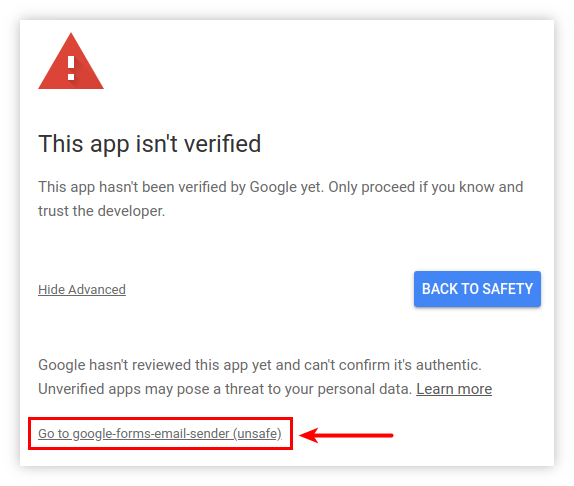 This app isn't verified
This app hasn't been verified by Google yet. Only proceed if you know and
trust the developer.
Hide Advanced
BACK TO SAFETY
Google hasn't reviewed this app yet and can't confirm it's authentic.
Unverified apps may pose a threat to your personal data. Learn more
Go to google-forms-email-sender (unsafe)